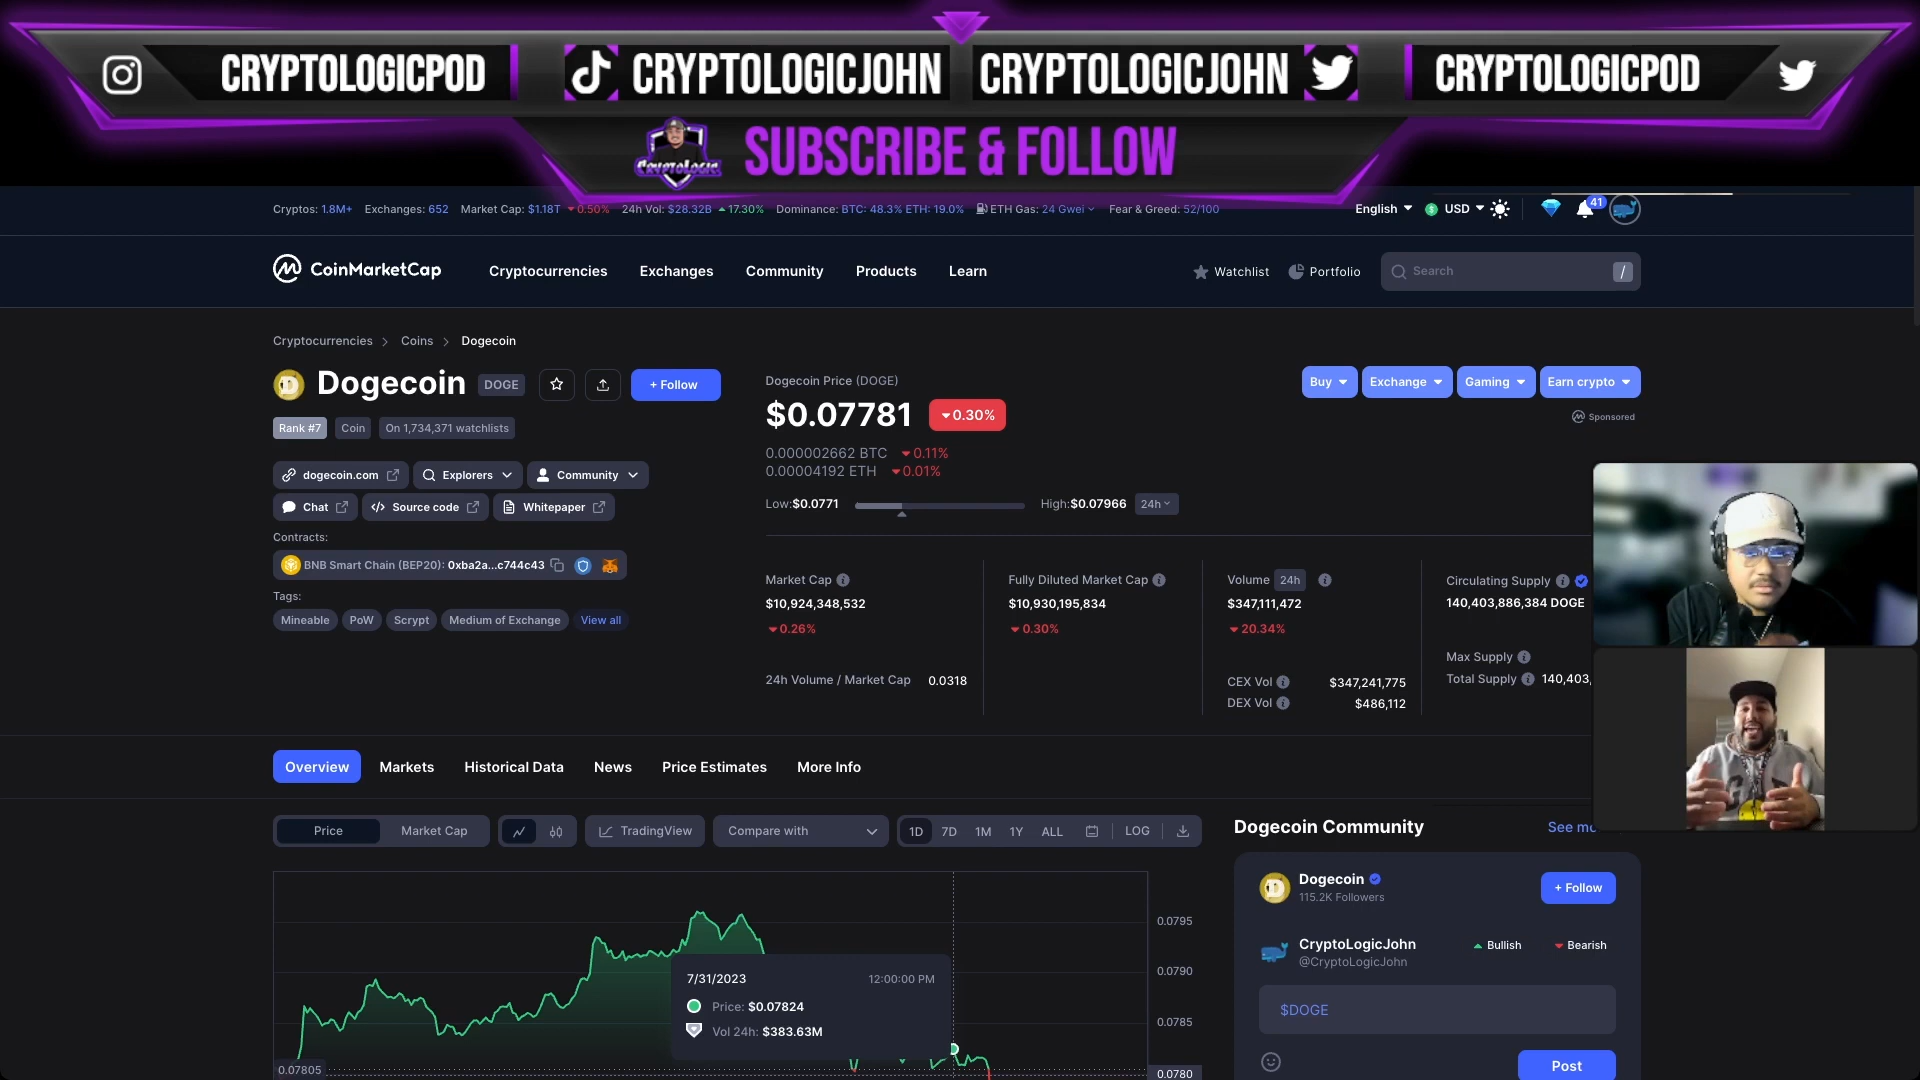 CRYPTOLOGICPOD CRYPTOLOGICJOHN CRYPTOLOGICJOHN CRYPTOLOGICPOD
CRYPTOLOGIC SUBSCRIBE & FOLLOW
Cryptos: 1.8M+ Exchanges: 652 Market Cap: $1.18T 0.50% 24h Vol: $28.32B 17.30% Dominance: BTC: 48.3% ETH: 19.0% ETH Gas: 24 Gwei Fear & Greed: 52/100 English USD 41
CoinMarketCap Cryptocurrencies Exchanges Community Products Learn Watchlist Portfolio Search /
Cryptocurrencies Coins Dogecoin
Dogecoin DOGE + Follow
Rank #7 Coin On 1,734,371 watchlists
dogecoin.com Explorers Community
Chat Source code Whitepaper
Contracts:
BNB Smart Chain (BEP20): 0xba2a...c744c43
Tags:
Mineable PoW Scrypt Medium of Exchange View all
Dogecoin Price (DOGE)
$0.07781 0.30%
0.000002662 BTC 0.11%
0.00004192 ETH 0.01%
Low:$0.0771 High:$0.07966 24h
Buy Exchange Gaming Earn crypto
Sponsored
Market Cap
$10,924,348,532
0.26%
24h Volume / Market Cap 0.0318
Fully Diluted Market Cap
$10,930,195,834
0.30%
Volume 24h
$347,111,472
20.34%
CEX Vol $347,241,775
DEX Vol $486,112
Circulating Supply
140,403,886,384 DOGE
Max Supply
Total Supply 140,403,
Overview Markets Historical Data News Price Estimates More Info
Price Market Cap TradingView Compare with 1D 7D 1M 1Y ALL LOG
0.0795
0.0790
0.0785
0.0780
0.07805
7/31/2023 12:00:00 PM
Price: $0.07824
Vol 24h: $383.63M
Dogecoin Community See mo
Dogecoin
115.2K Followers
+ Follow
CryptoLogicJohn Bullish Bearish
@CryptoLogicJohn
$DOGE
Post